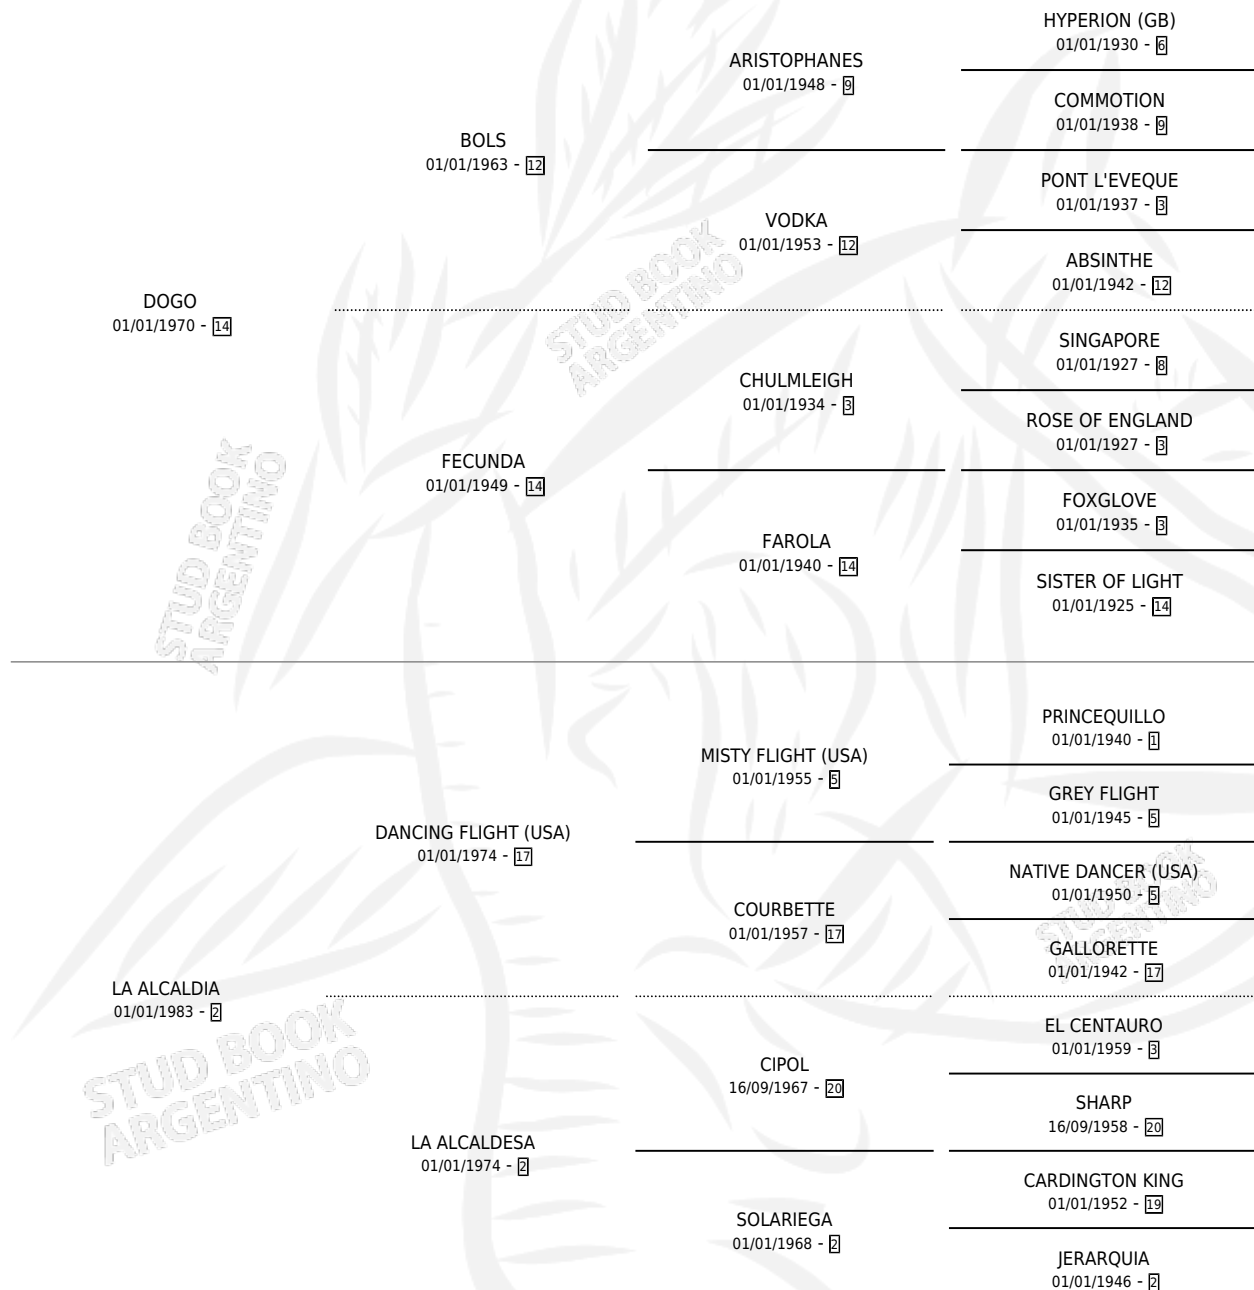 HYPERION (GB)
01/01/1930 - 6
ARISTOPHANES
01/01/1948 - 9
COMMOTION
01/01/1938 - 9
BOLS
01/01/1963 - 12
PONT L'EVEQUE
01/01/1937 - 3
VODKA
01/01/1953 - 12
ABSINTHE
01/01/1942 - 12
DOGO
01/01/1970 - 14
SINGAPORE
01/01/1927 - 8
CHULMLEIGH
01/01/1934 - 3
ROSE OF ENGLAND
01/01/1927 - 3
FECUNDA
01/01/1949 - 14
FOXGLOVE
01/01/1935 - 3
FAROLA
01/01/1940 - 14
SISTER OF LIGHT
01/01/1925 - 14
PRINCEQUILLO
01/01/1940 - 1
MISTY FLIGHT (USA)
01/01/1955 - 5
GREY FLIGHT
01/01/1945 - 5
DANCING FLIGHT (USA)
01/01/1974 - 17
NATIVE DANCER (USA)
01/01/1950 - 5
COURBETTE
01/01/1957 - 17
GALLORETTE
01/01/1942 - 17
LA ALCALDIA
01/01/1983 - 2
EL CENTAURO
01/01/1959 - 3
CIPOL
16/09/1967 - 20
SHARP
16/09/1958 - 20
LA ALCALDESA
01/01/1974 - 2
CARDINGTON KING
01/01/1952 - 19
SOLARIEGA
01/01/1968 - 2
JERARQUIA
01/01/1946 - 2
STUD BOOK
ARGENTINO
STUD BOOK
ARGENTINO
STUD BOOK
ARGENTINO
STUD BOOK
ARGENTINO